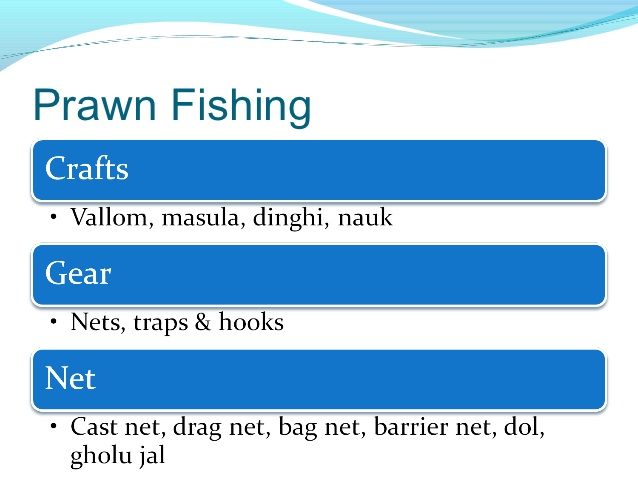 Prawn Fishing
Crafts
• Vallom, masula, dinghi, nauk
Gear
• Nets, traps & hooks
Net
• Cast net, drag net, bag net, barrier net, dol,
gholu jal